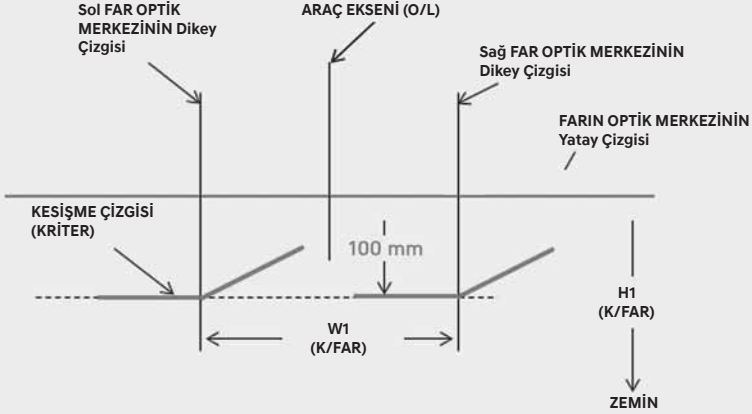 Sol FAR OPTİK
MERKEZİNİN Dikey
Çizgisi
ARAÇ EKSENİ (O/L)
Sağ FAR OPTİK MERKEZİNİN
Dikey Çizgisi
FARIN OPTİK MERKEZİNİN
Yatay Çizgisi
KESİŞME ÇİZGİSİ
(KRİTER)
100 mm
W1
(K/FAR)
H1
(K/FAR)
ZEMİN